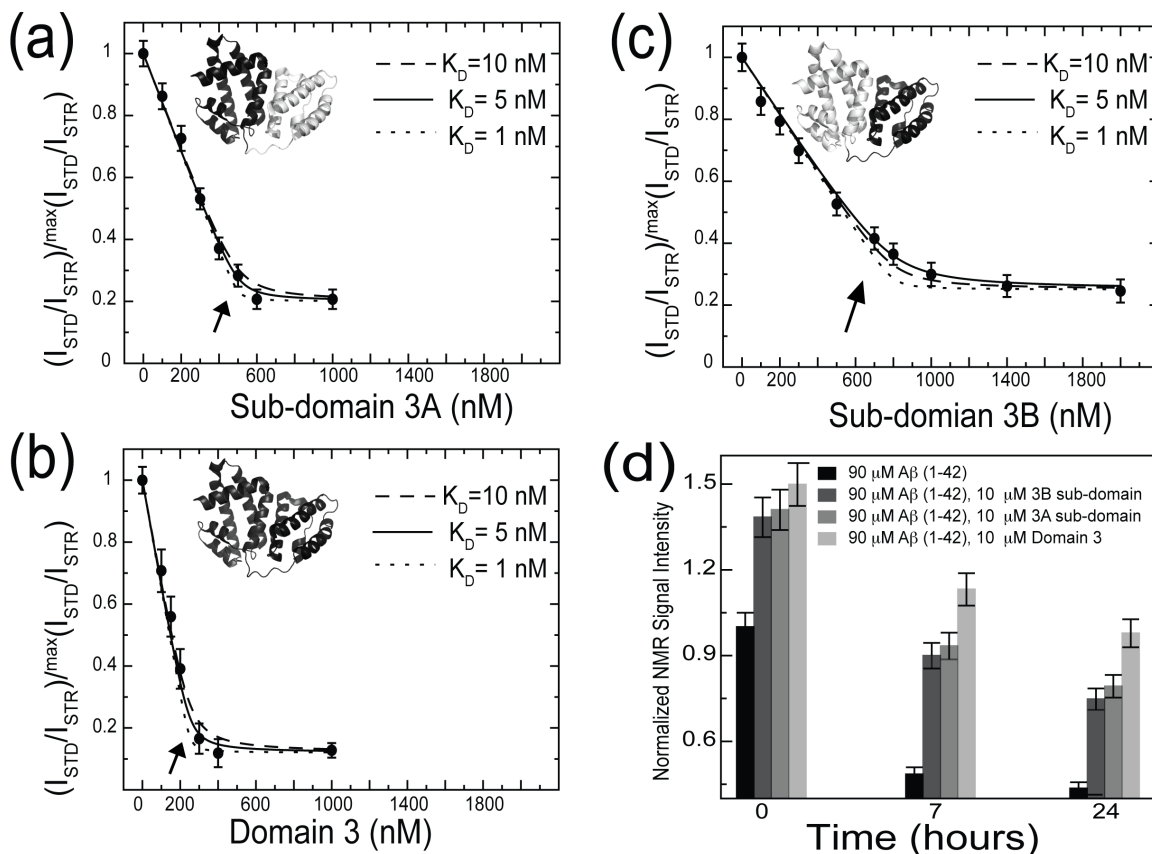 (a)
(I_STD/I_STR)/^max(I_STD/I_STR)
1
0.8
0.6
0.4
0.2
0
K_D=10 nM
K_D= 5 nM
K_D= 1 nM
0 200 600 1000 1400 1800
Sub-domain 3A (nM)
(c)
(I_STD/I_STR)/^max(I_STD/I_STR)
1
0.8
0.6
0.4
0.2
0
K_D=10 nM
K_D= 5 nM
K_D= 1 nM
0 200 600 1000 1400 1800
Sub-domian 3B (nM)
(b)
(I_STD/I_STR)/^max(I_STD/I_STR)
1
0.8
0.6
0.4
0.2
K_D=10 nM
K_D= 5 nM
K_D= 1 nM
0 200 600 1000 1400 1800
Domain 3 (nM)
(d)
Normalized NMR Signal Intensity
1.5
1.2
0.9
0.6
90 μM Aβ (1-42)
90 μM Aβ (1-42), 10 μM 3B sub-domain
90 μM Aβ (1-42), 10 μM 3A sub-domain
90 μM Aβ (1-42), 10 μM Domain 3
0 7 24
Time (hours)